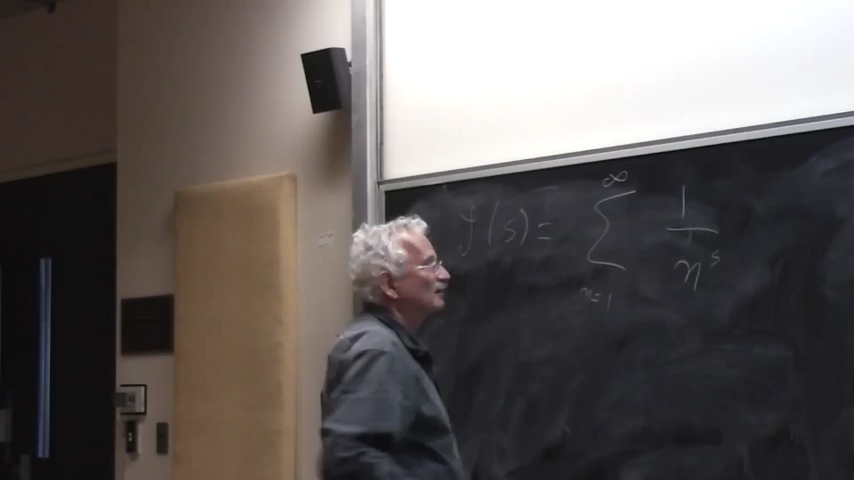 ζ(s) = ∑_{n=1}^{∞} 1/n^s